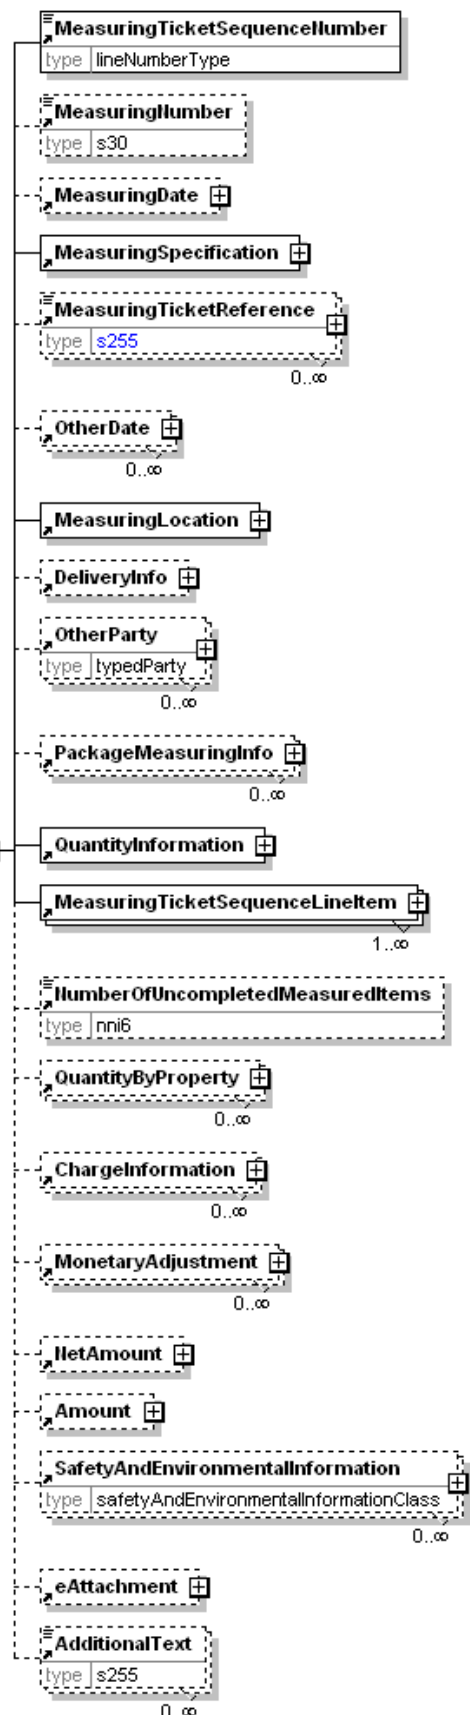 MeasuringTicketSequenceNumber
type lineNumberType
MeasuringNumber
type s30
MeasuringDate
MeasuringSpecification
MeasuringTicketReference
type s255
0..∞
OtherDate
0..∞
MeasuringLocation
DeliveryInfo
OtherParty
type typedParty
0..∞
PackageMeasuringInfo
0..∞
QuantityInformation
MeasuringTicketSequenceLineItem
1..∞
NumberOfUncompletedMeasuredItems
type nni6
QuantityByProperty
0..∞
ChargeInformation
0..∞
MonetaryAdjustment
0..∞
NetAmount
Amount
SafetyAndEnvironmentalInformation
type safetyAndEnvironmentalInformationClass
0..∞
eAttachment
AdditionalText
type s255
0..∞